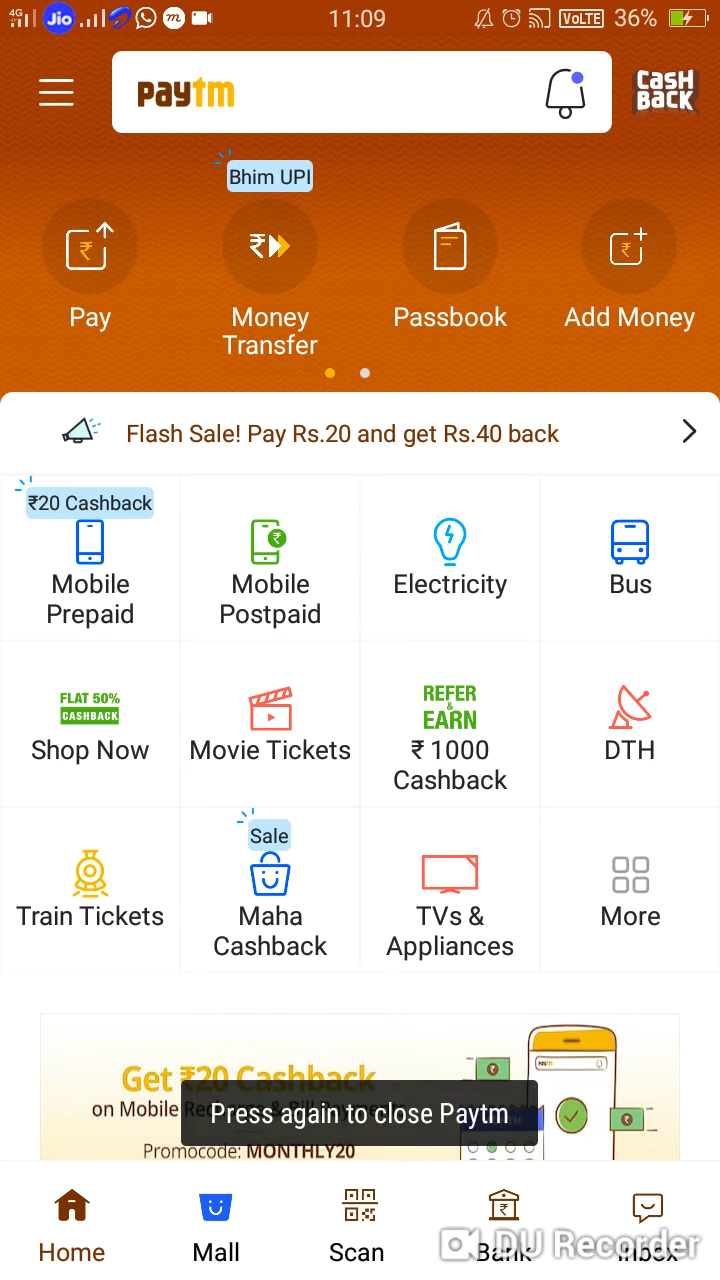 4G Jio m 11:09 VoLTE 36%
paytm
CASH
BACK
Bhim UPI
Pay
Money
Transfer
Passbook
Add Money
Flash Sale! Pay Rs.20 and get Rs.40 back
₹20 Cashback
Mobile
Prepaid
Mobile
Postpaid
Electricity
Bus
FLAT 50%
CASHBACK
Shop Now
Movie Tickets
REFER
&
EARN
₹ 1000
Cashback
DTH
Train Tickets
Sale
Maha
Cashback
TVs &
Appliances
More
Get ₹20 Cashback
on Mobile Recharge & Bill Payments
Press again to close Paytm
Promocode: MONTHLY20
Home
Mall
Scan
Bank
Inbox
DU Recorder